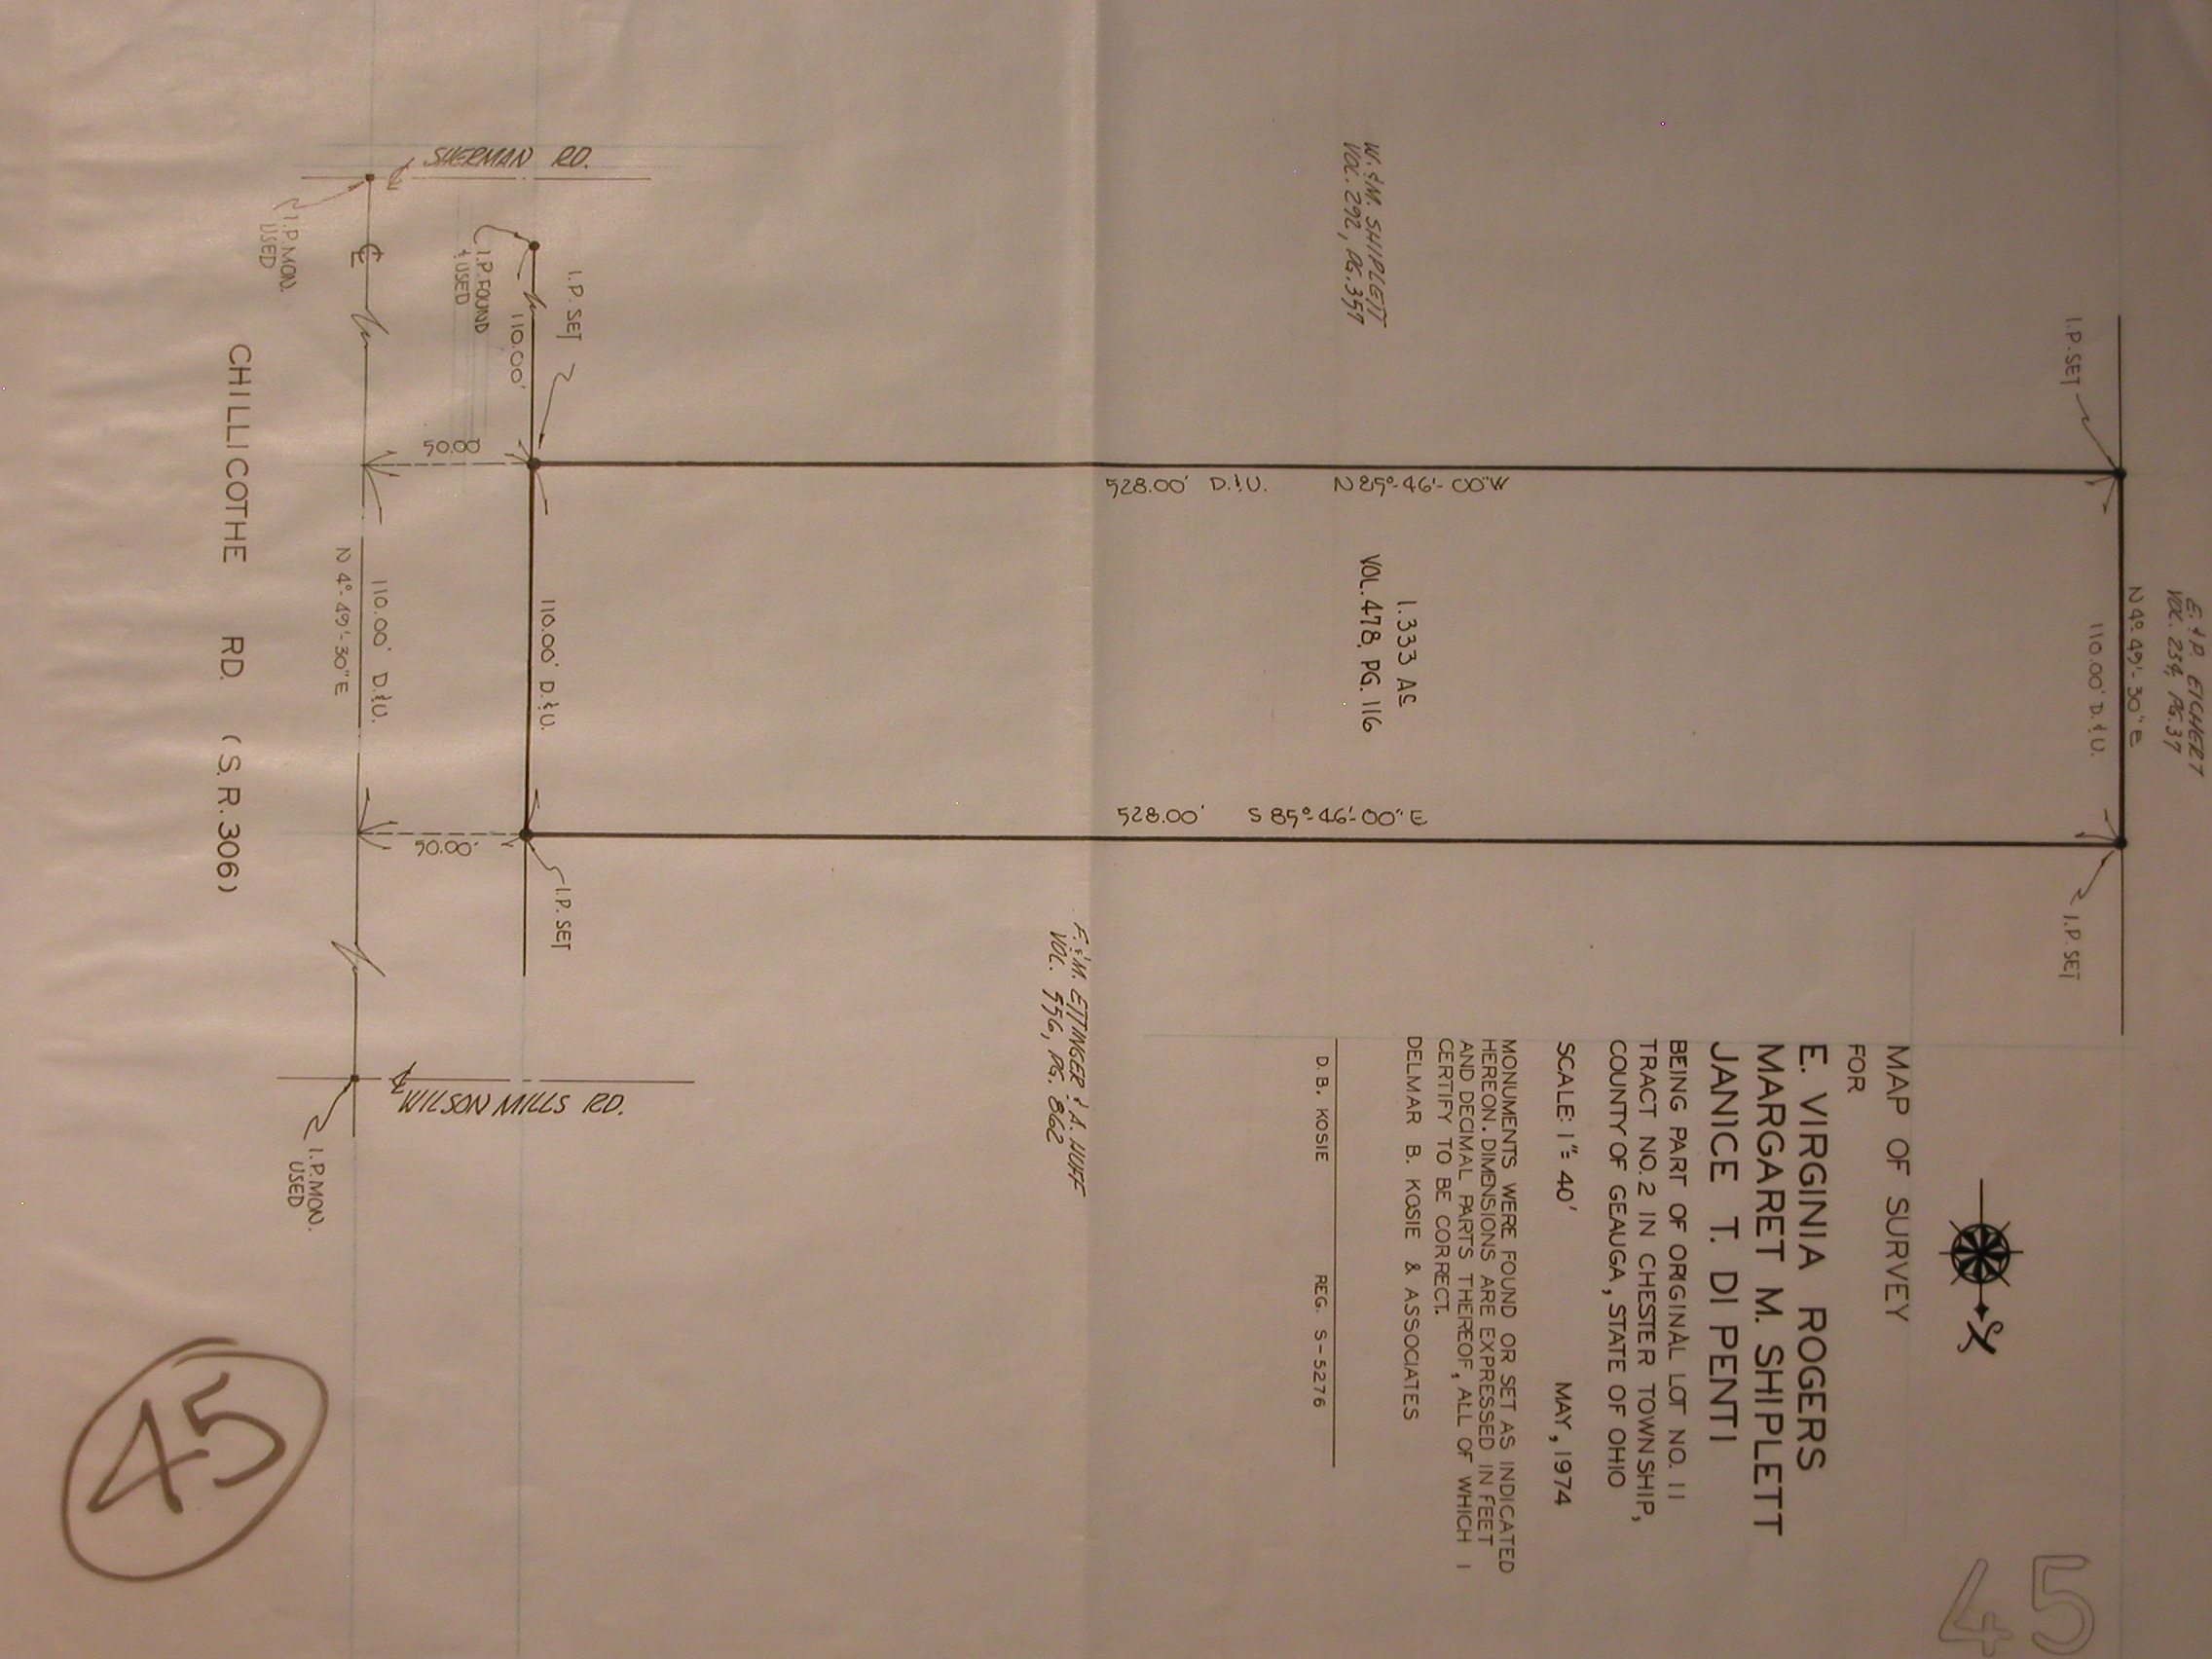 45
MAP OF SURVEY
FOR
E. VIRGINIA ROGERS
MARGARET M. SHIPLETT
JANICE T. DI PENTI
BEING PART OF ORIGINAL LOT NO. 11
TRACT NO. 2 IN CHESTER TOWNSHIP,
COUNTY OF GEAUGA, STATE OF OHIO
SCALE: 1"= 40' MAY, 1974
MONUMENTS WERE FOUND OR SET AS INDICATED
HEREON. DIMENSIONS ARE EXPRESSED IN FEET
AND DECIMAL PARTS THEREOF, ALL OF WHICH I
CERTIFY TO BE CORRECT.
DELMAR B. KOSIE & ASSOCIATES
D. B. KOSIE REG. S-5276
E. & P. EICHERT
VOL. 234, PG. 37
N 4°-49'-30" E
110.00' D.&U.
I.P. SET
I.P. SET
W. & M. SHIPLETT
VOL. 292, PG. 359
528.00' D.&U. N 85°-46'-00"W
1.333 AC
VOL. 478, PG. 116
528.00' S 85°-46'-00" E
F. & M. ETTINGER & A. HUFF
VOL. 556, PG. 862
I.P. SET
110.00'
110.00' D.&U.
I.P. SET
I.P. FOUND
& USED
50.00
50.00'
SHERMAN RD.
I.P. MON.
USED
℄
110.00' D.&U.
N 4°-49'-30" E
℄
WILSON MILLS RD.
I.P. MON.
USED
CHILLICOTHE RD. (S.R. 306)
45